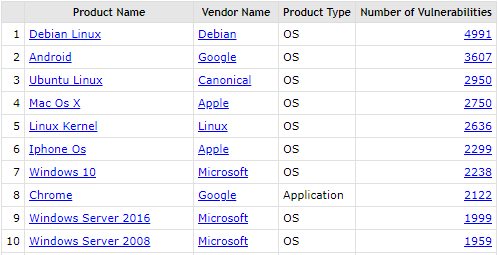 Product Name Vendor Name Product Type Number of Vulnerabilities
1 Debian Linux Debian OS 4991
2 Android Google OS 3607
3 Ubuntu Linux Canonical OS 2950
4 Mac Os X Apple OS 2750
5 Linux Kernel Linux OS 2636
6 Iphone Os Apple OS 2299
7 Windows 10 Microsoft OS 2238
8 Chrome Google Application 2122
9 Windows Server 2016 Microsoft OS 1999
10 Windows Server 2008 Microsoft OS 1959